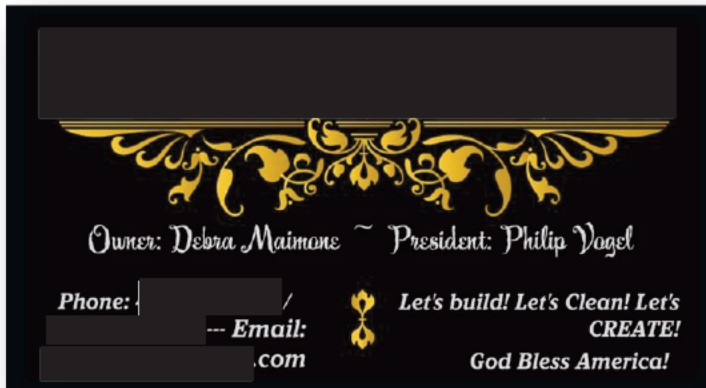 Owner: Debra Maimone ~ President: Philip Vogel
Phone: /
--- Email:
.com
Let's build! Let's Clean! Let's
CREATE!
God Bless America!